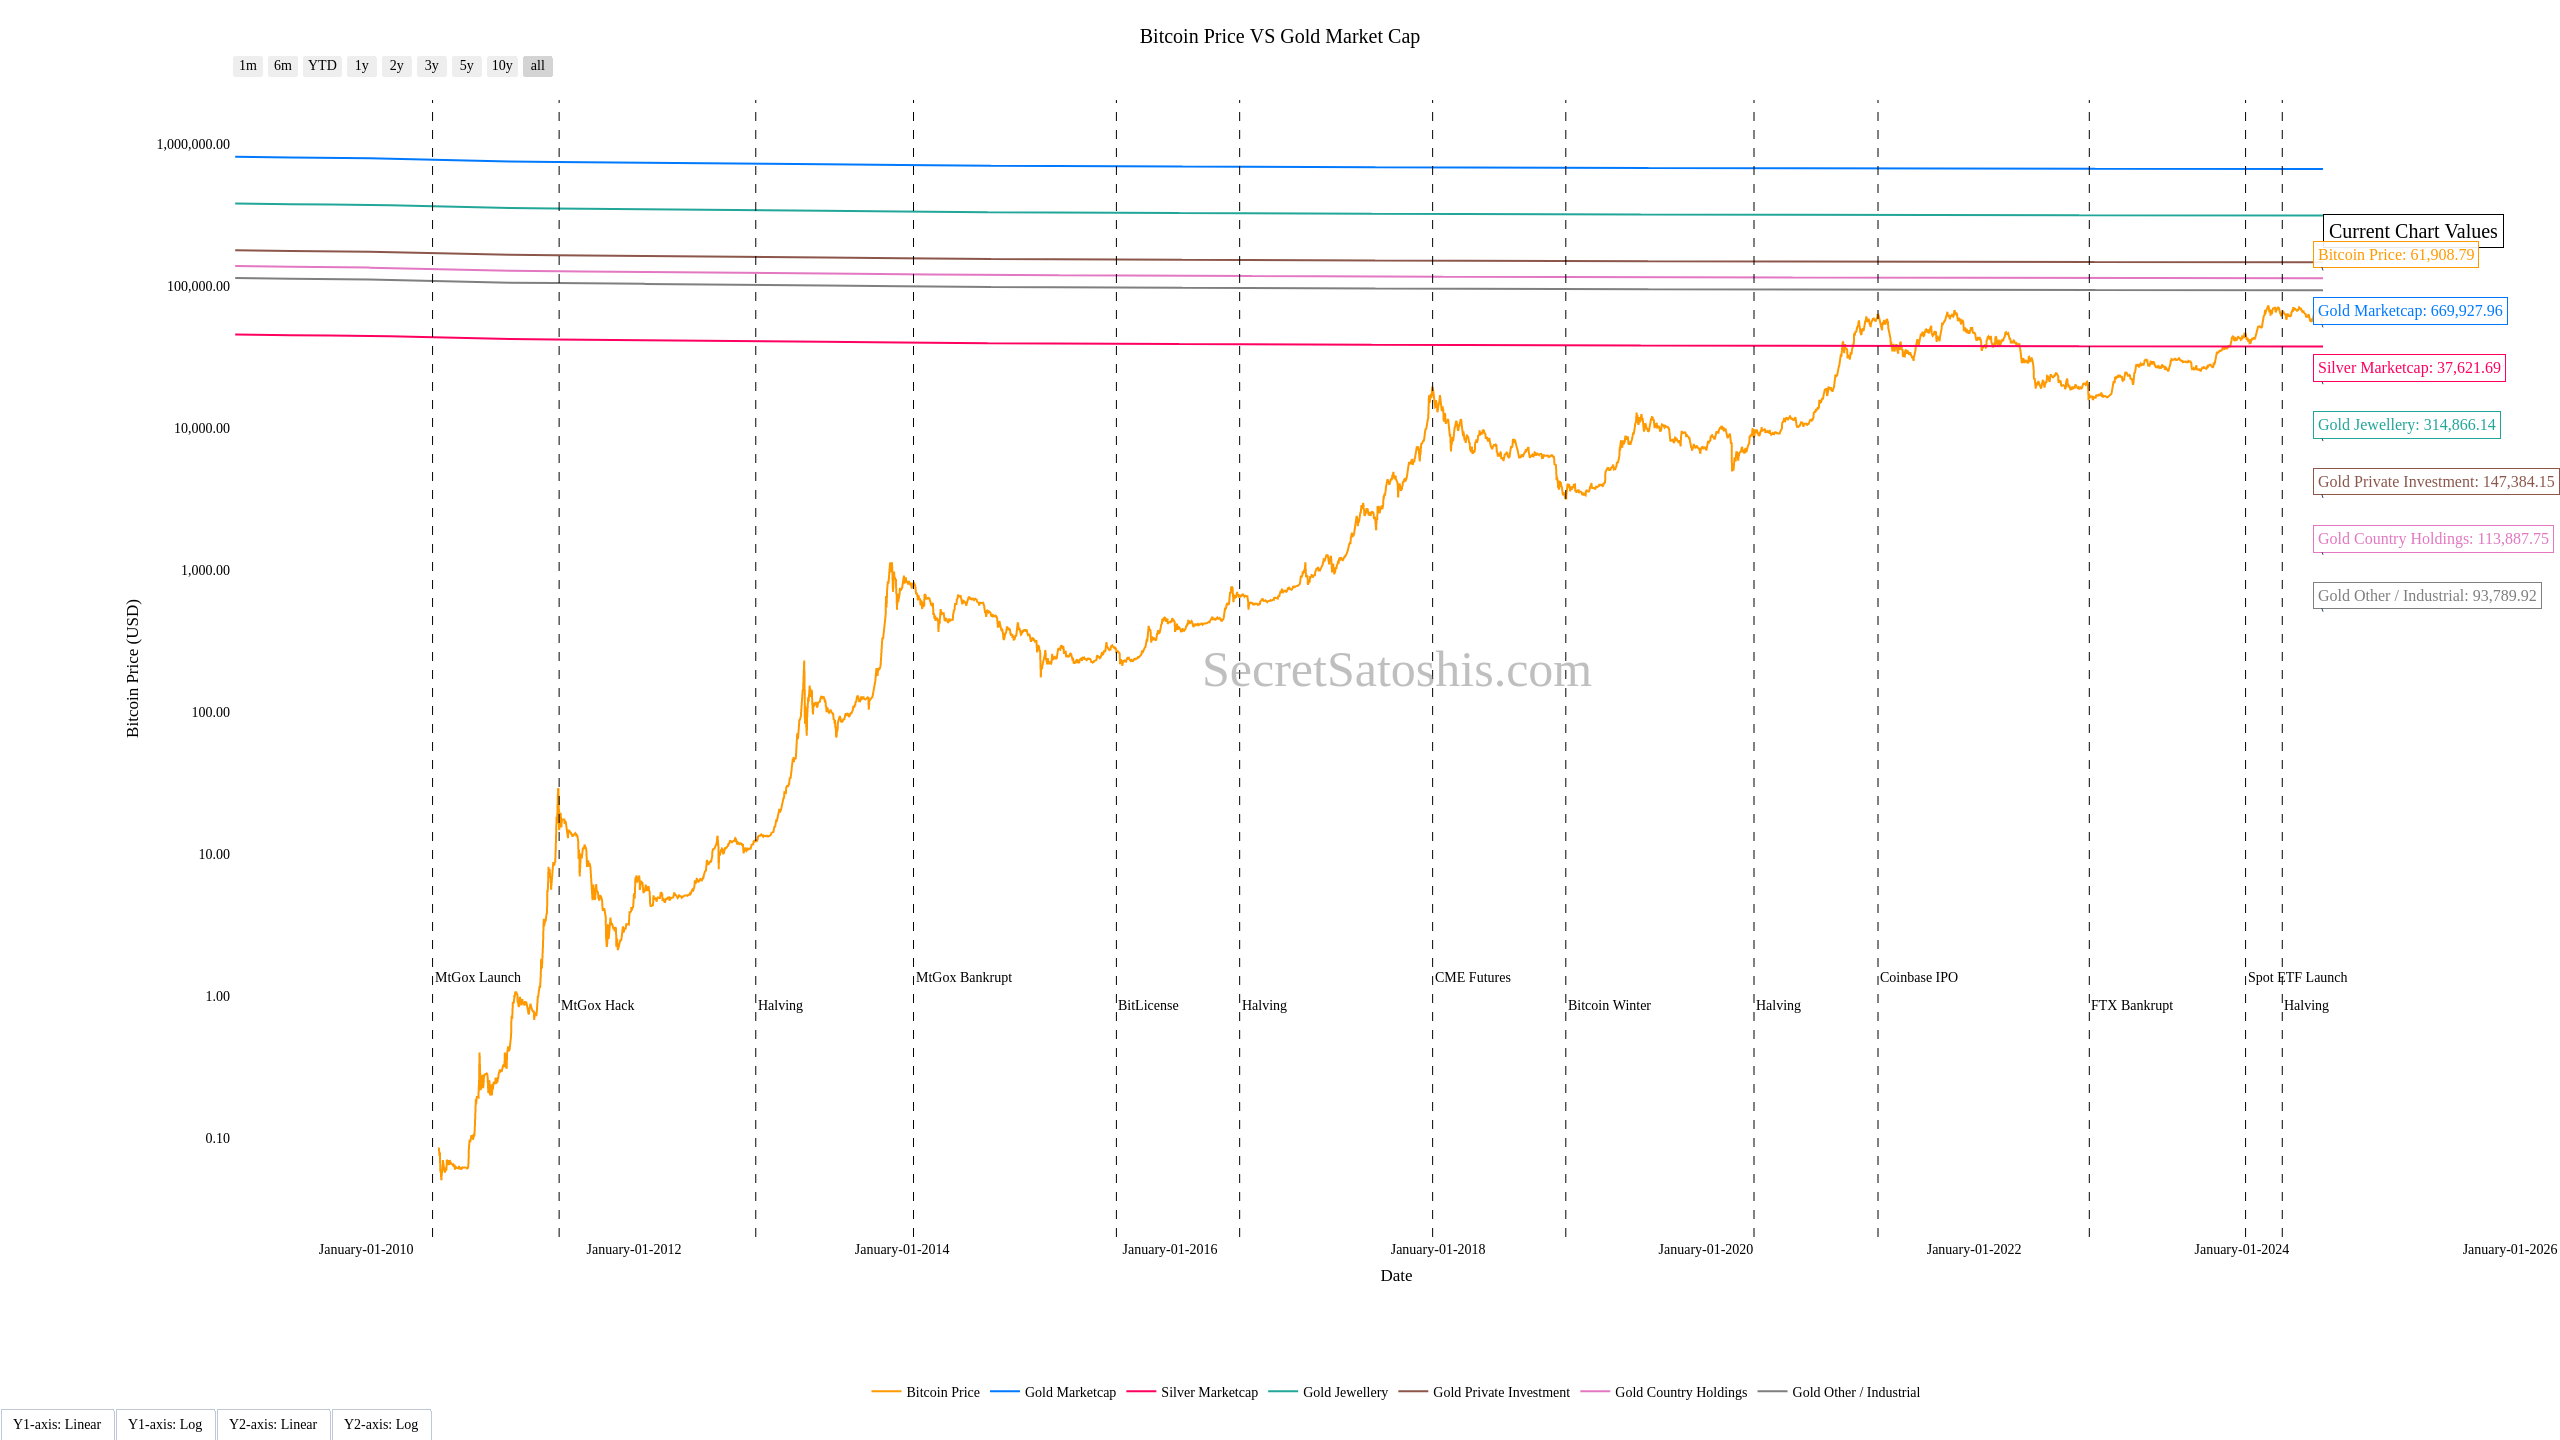 Bitcoin Price VS Gold Market Cap
1m 6m YTD 1y 2y 3y 5y 10y all
1,000,000.00
100,000.00
10,000.00
1,000.00
100.00
10.00
1.00
0.10
Bitcoin Price (USD)
Current Chart Values
Bitcoin Price: 61,908.79
Gold Marketcap: 669,927.96
Silver Marketcap: 37,621.69
Gold Jewellery: 314,866.14
Gold Private Investment: 147,384.15
Gold Country Holdings: 113,887.75
Gold Other / Industrial: 93,789.92
SecretSatoshis.com
MtGox Launch
MtGox Hack
Halving
MtGox Bankrupt
BitLicense
Halving
CME Futures
Bitcoin Winter
Halving
Coinbase IPO
FTX Bankrupt
Spot ETF Launch
Halving
January-01-2010 January-01-2012 January-01-2014 January-01-2016 January-01-2018 January-01-2020 January-01-2022 January-01-2024 January-01-2026
Date
Bitcoin Price Gold Marketcap Silver Marketcap Gold Jewellery Gold Private Investment Gold Country Holdings Gold Other / Industrial
Y1-axis: Linear Y1-axis: Log Y2-axis: Linear Y2-axis: Log